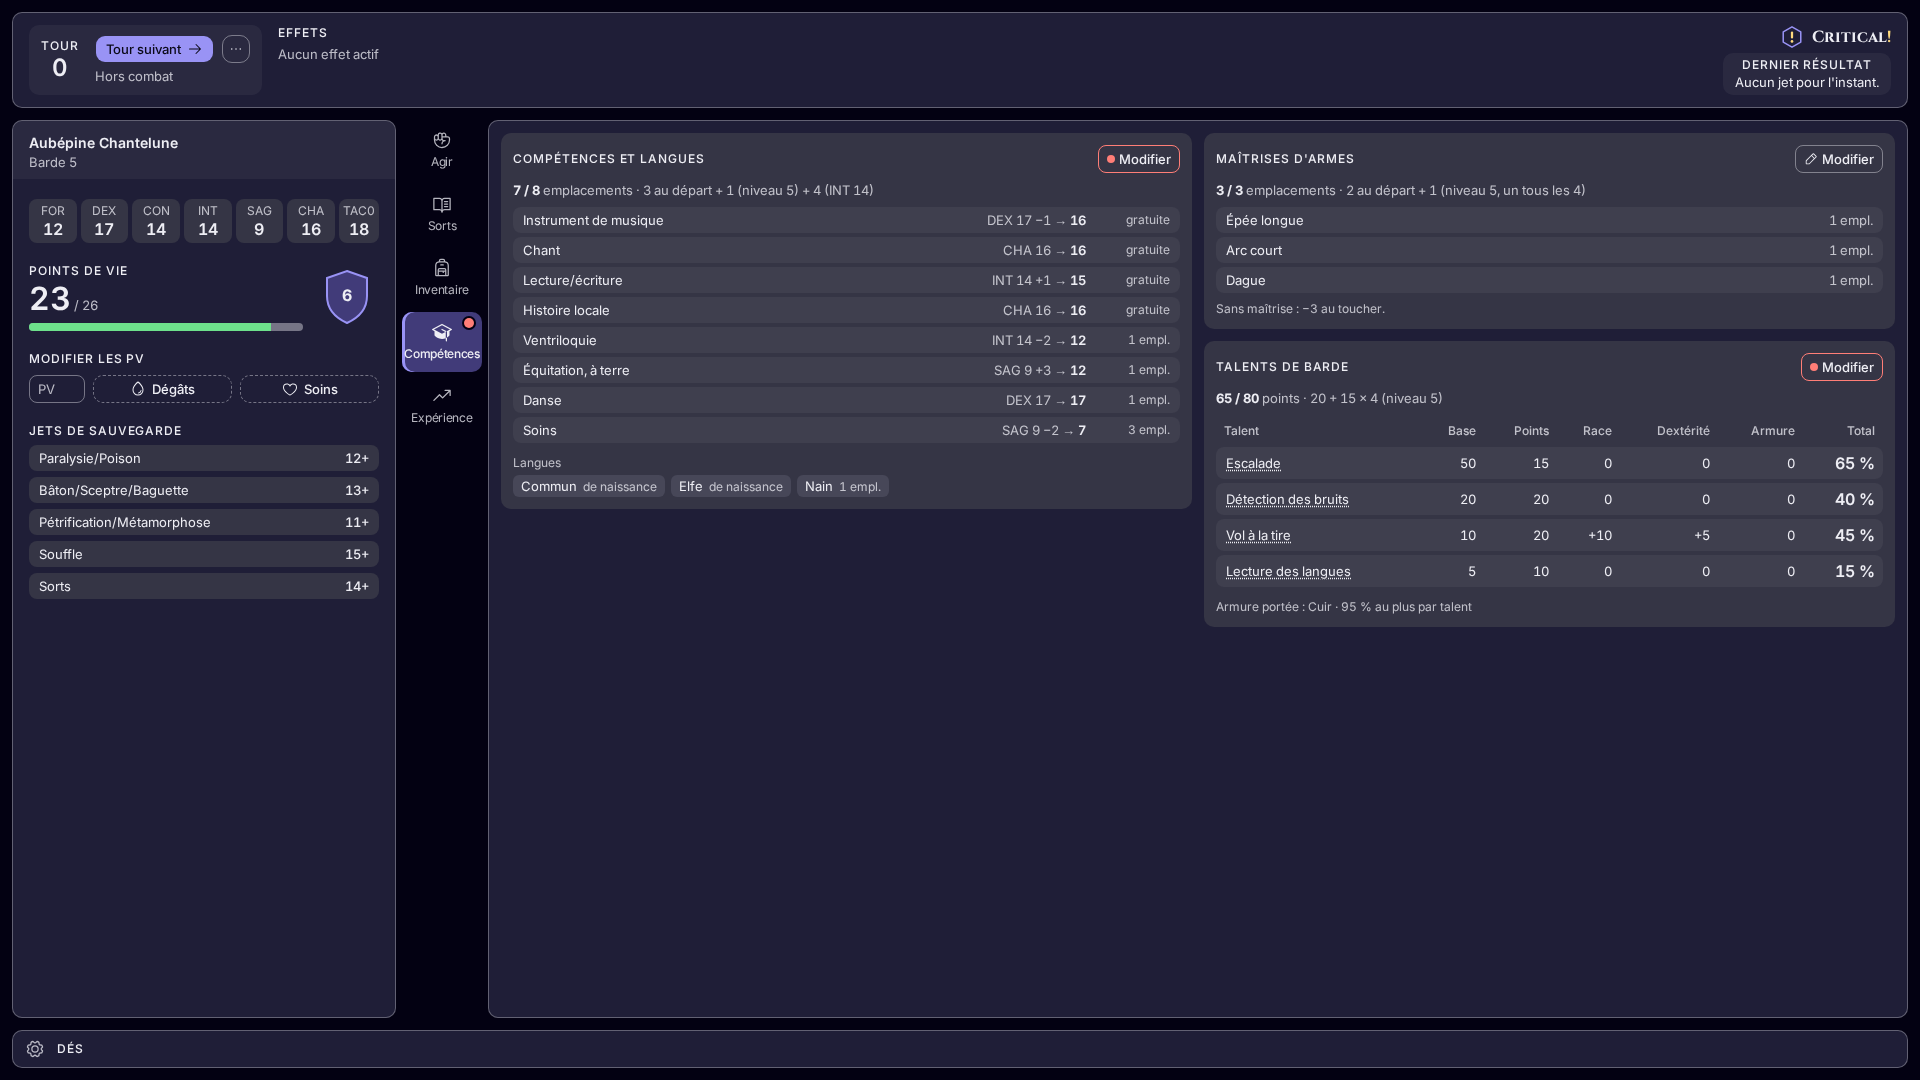 TOUR
0
Tour suivant →
...
Hors combat
EFFETS
Aucun effet actif
CRITICAL!
DERNIER RÉSULTAT
Aucun jet pour l'instant.
Aubépine Chantelune
Barde 5
FOR DEX CON INT SAG CHA TAC0
12 17 14 14 9 16 18
POINTS DE VIE
23 / 26
6
MODIFIER LES PV
PV Dégâts Soins
JETS DE SAUVEGARDE
Paralysie/Poison 12+
Bâton/Sceptre/Baguette 13+
Pétrification/Métamorphose 11+
Souffle 15+
Sorts 14+
Agir
Sorts
Inventaire
Compétences
Expérience
COMPÉTENCES ET LANGUES Modifier
7 / 8 emplacements · 3 au départ + 1 (niveau 5) + 4 (INT 14)
Instrument de musique DEX 17 −1 → 16 gratuite
Chant CHA 16 → 16 gratuite
Lecture/écriture INT 14 +1 → 15 gratuite
Histoire locale CHA 16 → 16 gratuite
Ventriloquie INT 14 −2 → 12 1 empl.
Équitation, à terre SAG 9 +3 → 12 1 empl.
Danse DEX 17 → 17 1 empl.
Soins SAG 9 −2 → 7 3 empl.
Langues
Commun de naissance Elfe de naissance Nain 1 empl.
MAÎTRISES D'ARMES Modifier
3 / 3 emplacements · 2 au départ + 1 (niveau 5, un tous les 4)
Épée longue 1 empl.
Arc court 1 empl.
Dague 1 empl.
Sans maîtrise : −3 au toucher.
TALENTS DE BARDE Modifier
65 / 80 points · 20 + 15 × 4 (niveau 5)
Talent Base Points Race Dextérité Armure Total
Escalade 50 15 0 0 0 65 %
Détection des bruits 20 20 0 0 0 40 %
Vol à la tire 10 20 +10 +5 0 45 %
Lecture des langues 5 10 0 0 0 15 %
Armure portée : Cuir · 95 % au plus par talent
DÉS